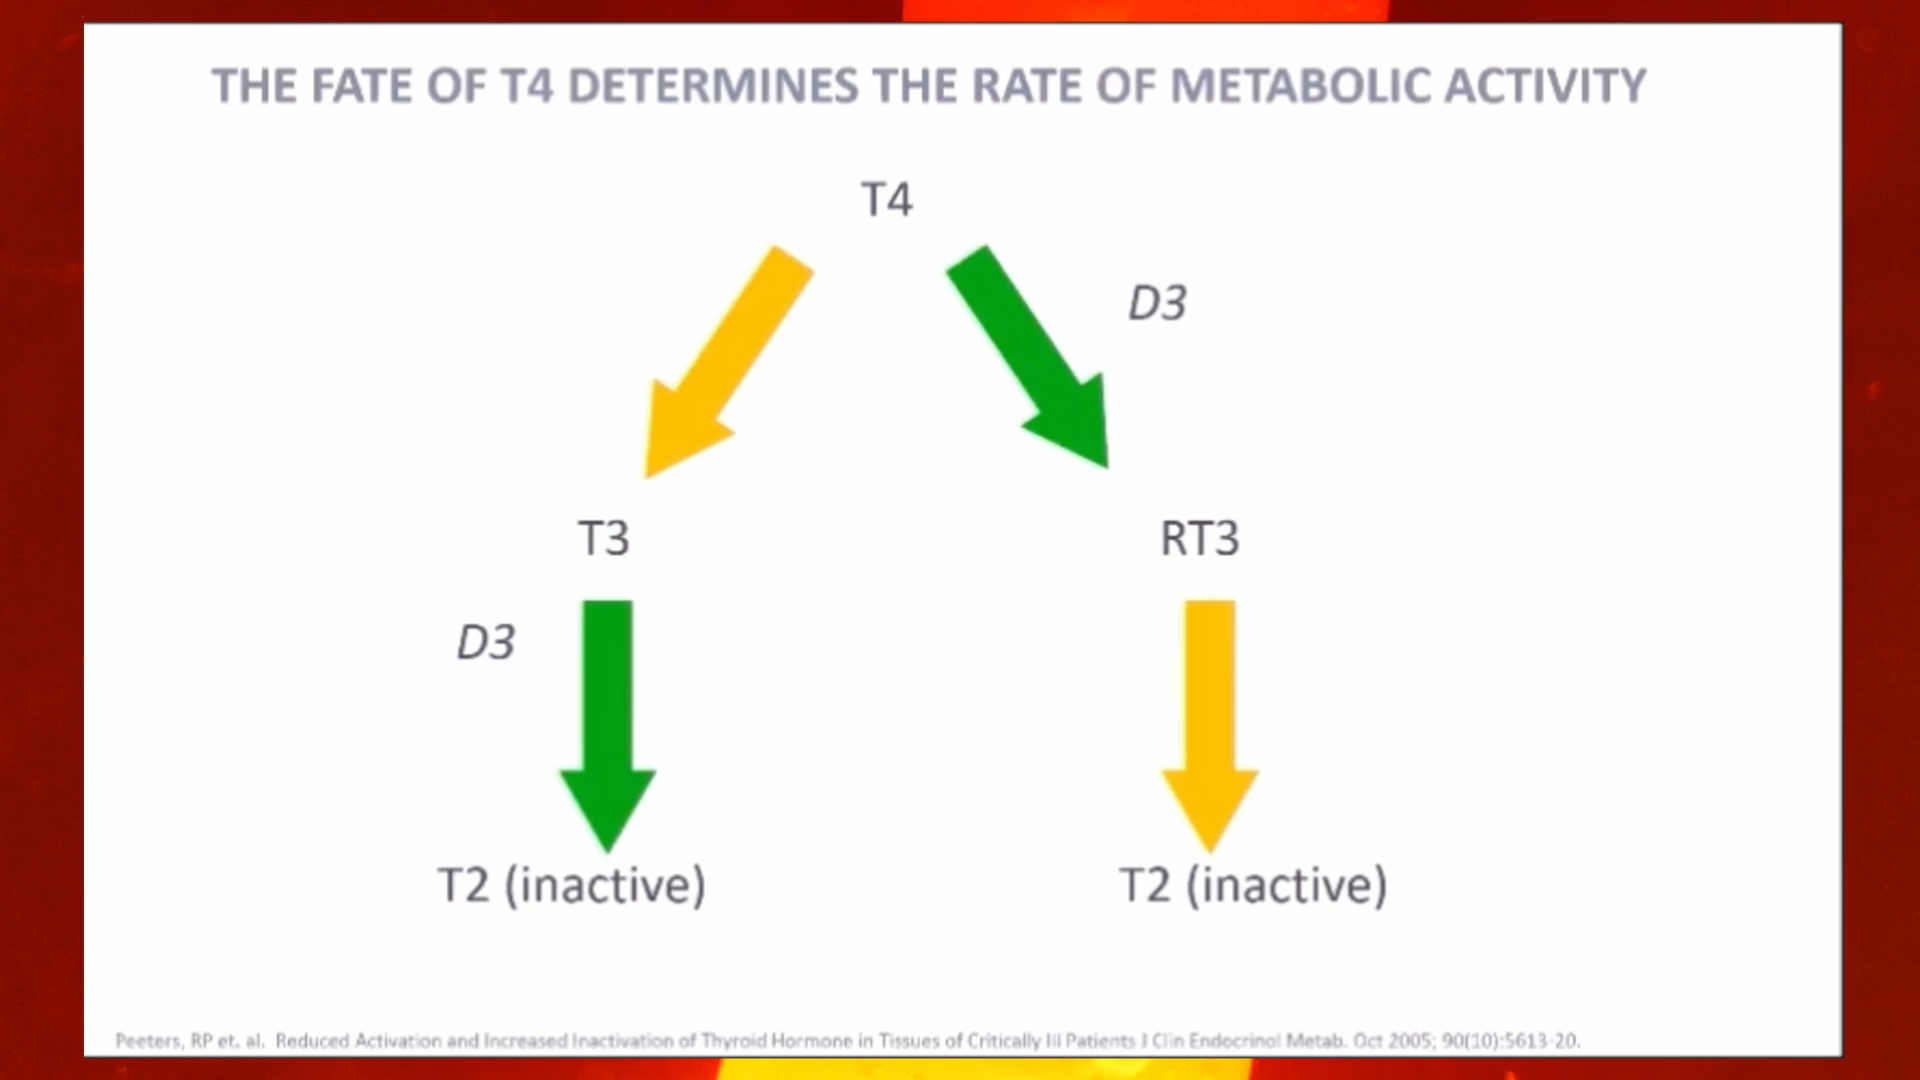 THE FATE OF T4 DETERMINES THE RATE OF METABOLIC ACTIVITY
T4
D3
T3
RT3
D3
T2 (inactive)
T2 (inactive)
Peeters, RP et. al. Reduced Activation and Increased Inactivation of Thyroid Hormone in Tissues of Critically Ill Patients J Clin Endocrinol Metab. Oct 2005; 90(10):5613-20.